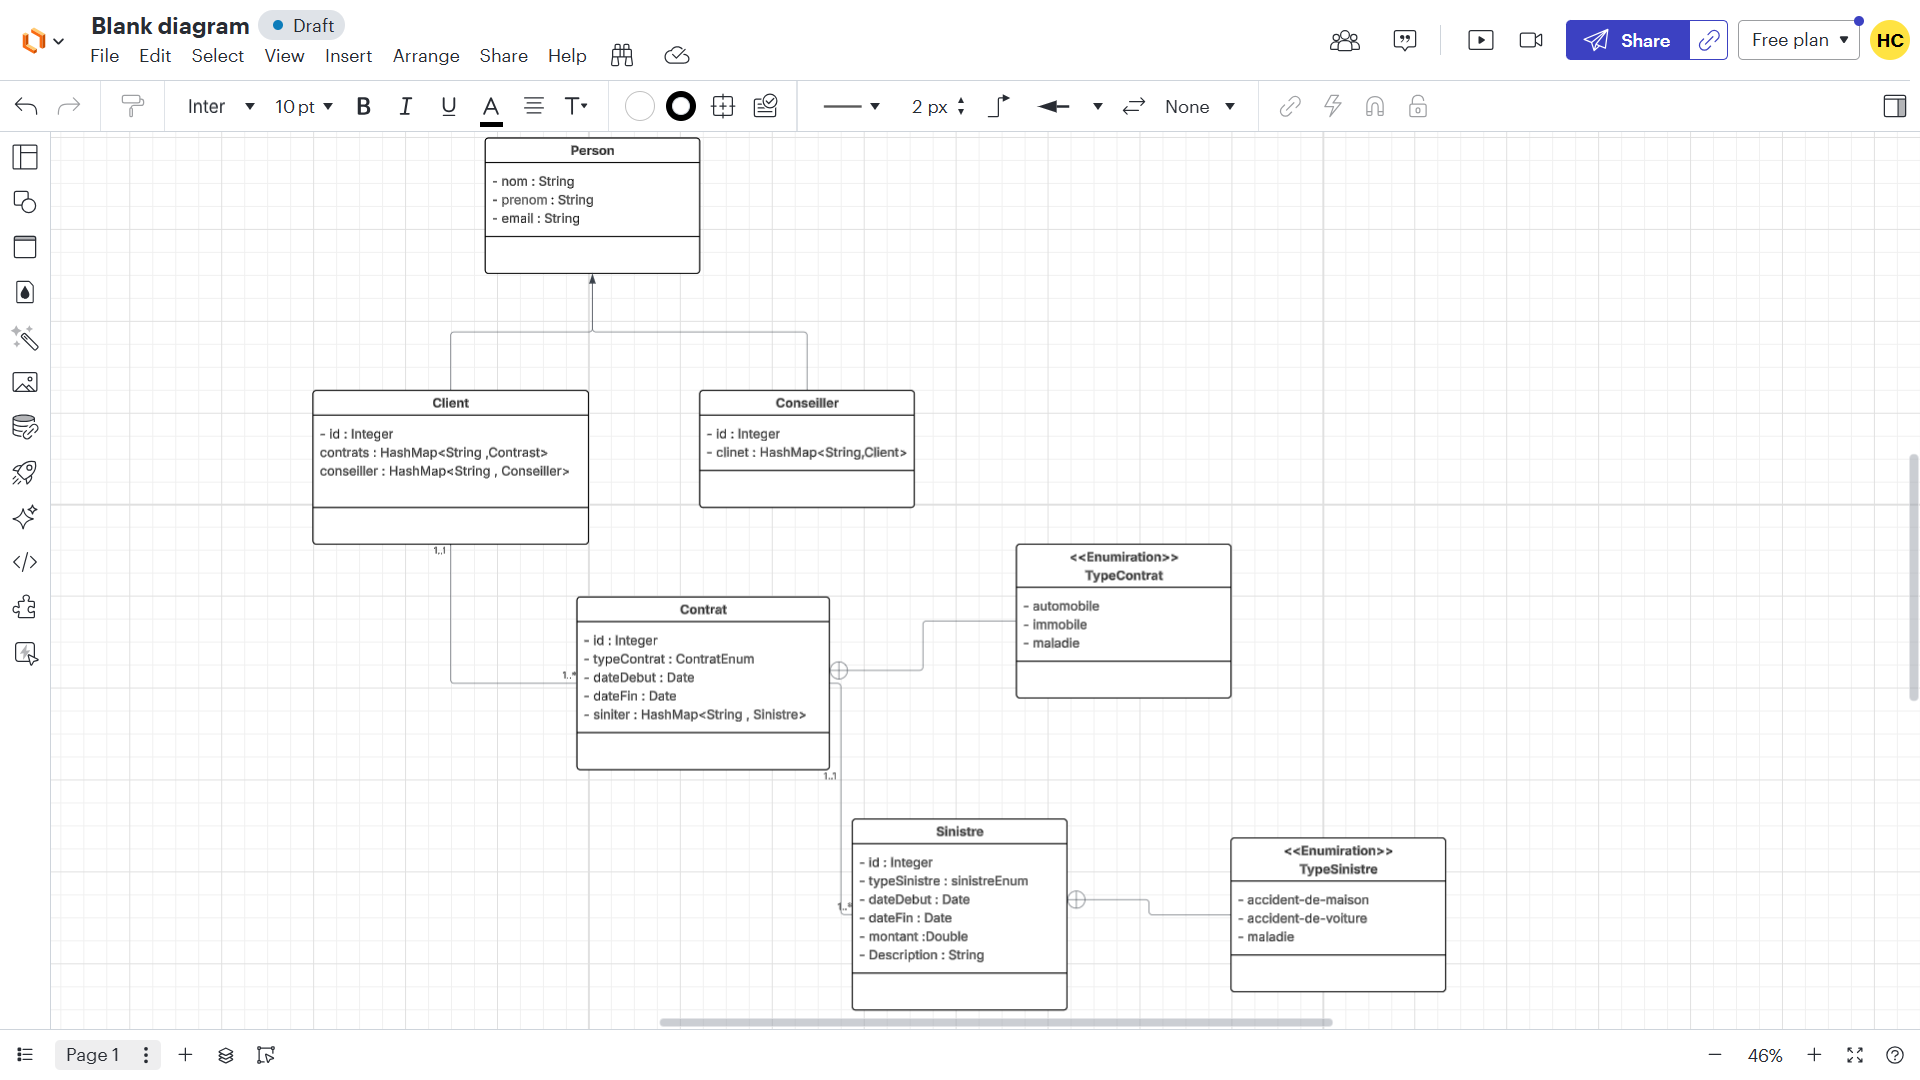 Blank diagram
Draft
File Edit Select View Insert Arrange Share Help
Share
Free plan
HC
Inter 10 pt B I U A T 2 px None
Person
- nom : String
- prenom : String
- email : String
Client
- id : Integer
contrats : HashMap<String ,Contrast>
conseiller : HashMap<String , Conseiller>
Conseiller
- id : Integer
- clinet : HashMap<String,Client>
1..1
<<Enumiration>>
TypeContrat
- automobile
- immobile
- maladie
Contrat
- id : Integer
- typeContrat : ContratEnum
- dateDebut : Date
- dateFin : Date
- siniter : HashMap<String , Sinistre>
1..*
1..1
Sinistre
- id : Integer
- typeSinistre : sinistreEnum
- dateDebut : Date
- dateFin : Date
- montant :Double
- Description : String
1..*
<<Enumiration>>
TypeSinistre
- accident-de-maison
- accident-de-voiture
- maladie
Page 1
46%